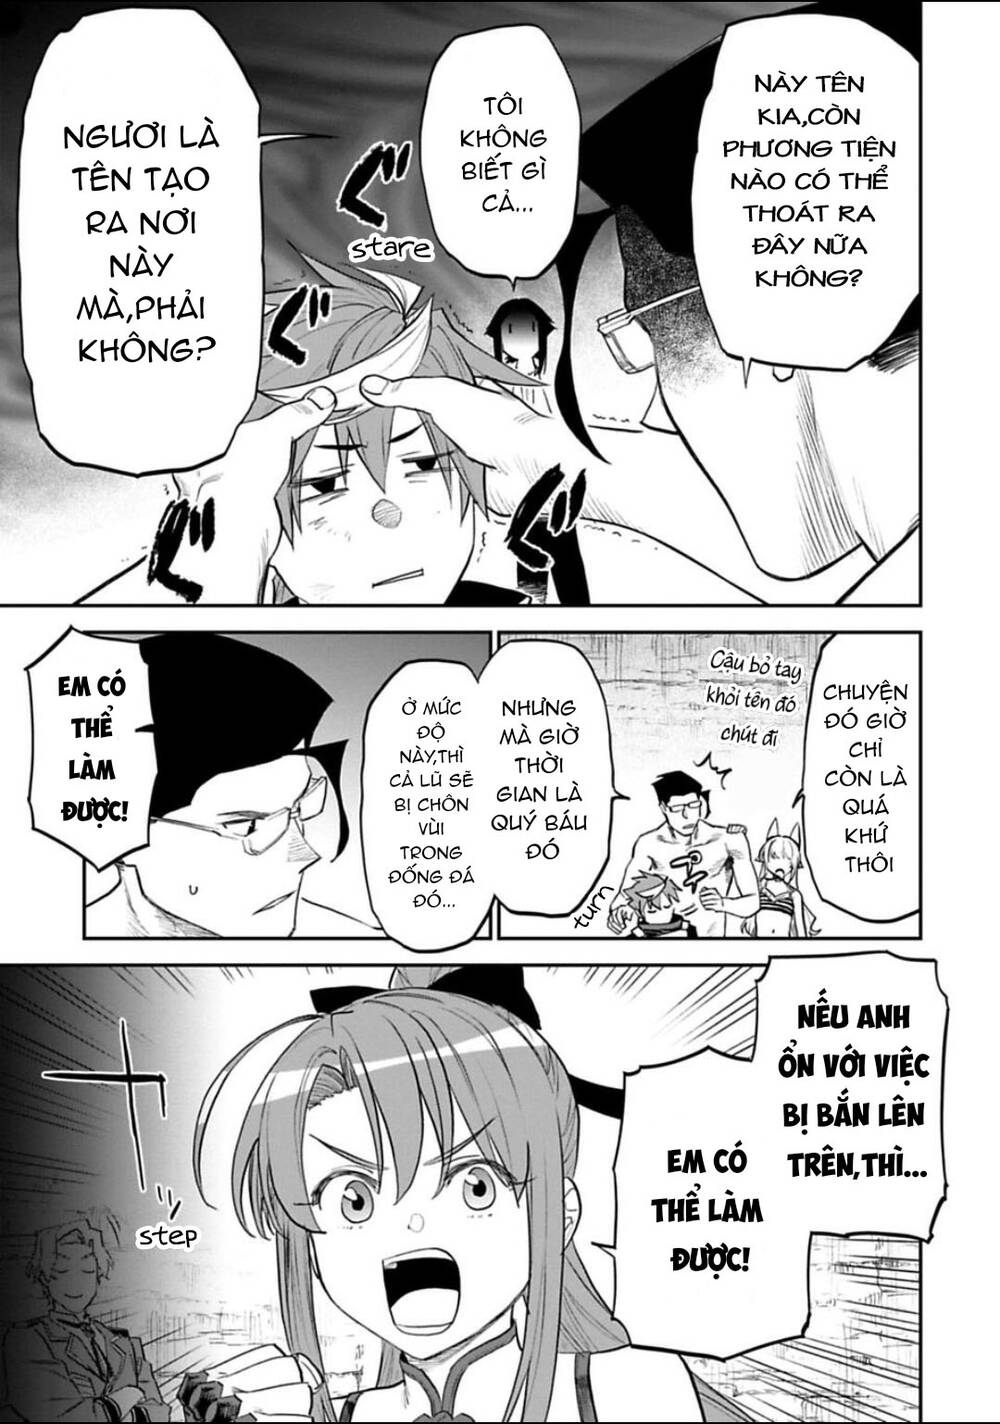 NÀY TÊN
KIA,CÒN
PHƯƠNG TIỆN
NÀO CÓ THỂ
THOÁT RA
ĐÂY NỮA
KHÔNG?
TÔI
KHÔNG
BIẾT GÌ
CẢ...
NGƯƠI LÀ
TÊN TẠO
RA NƠI
NÀY
MÀ,PHẢI
KHÔNG?
ぐ
stare
ぐ
ぐ
ぐ
CHUYỆN
ĐÓ GIỜ
CHỈ
CÒN LÀ
QUÁ
KHỨ
THÔI
Cậu bỏ tay
khỏi tên đó
chút đi
turn
NHƯNG
MÀ GIỜ
THỜI
GIAN LÀ
QUÝ BÁU
ĐÓ
Ở MỨC
ĐỘ
NÀY,THÌ
CẢ LŨ SẼ
BỊ CHÔN
VÙI
TRONG
ĐỐNG ĐÁ
ĐÓ...
EM CÓ
THỂ
LÀM
ĐƯỢC!
NẾU ANH
ỔN VỚI VIỆC
BỊ BẮN LÊN
TRÊN,THÌ...
EM CÓ
THỂ LÀM
ĐƯỢC!
step